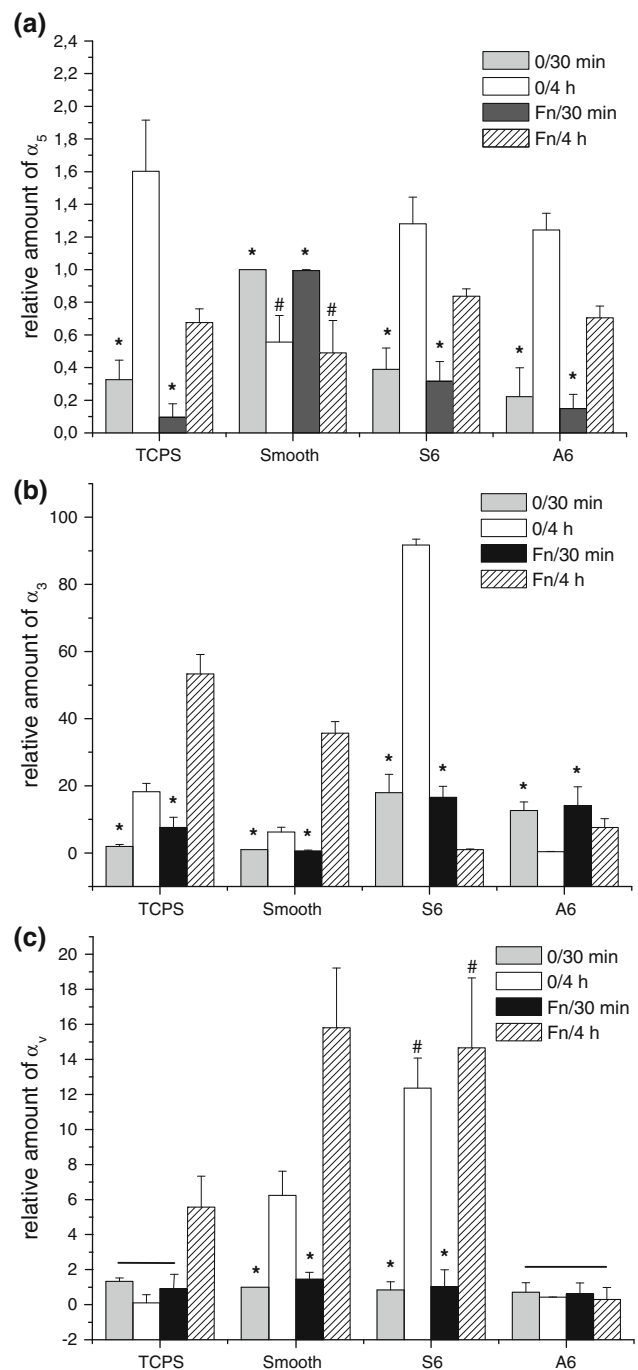 (a)
2,4
2,2
2,0
1,8
1,6
1,4
1,2
1,0
0,8
0,6
0,4
0,2
0,0
relative amount of α5
0/30 min
0/4 h
Fn/30 min
Fn/4 h
* * * # * # * * * *
TCPS Smooth S6 A6
(b)
100
80
60
40
20
0
relative amount of α3
0/30 min
0/4 h
Fn/30 min
Fn/4 h
* * * * * * * *
TCPS Smooth S6 A6
(c)
20
18
16
14
12
10
8
6
4
2
0
-2
relative amount of αv
0/30 min
0/4 h
Fn/30 min
Fn/4 h
* * * # * #
TCPS Smooth S6 A6